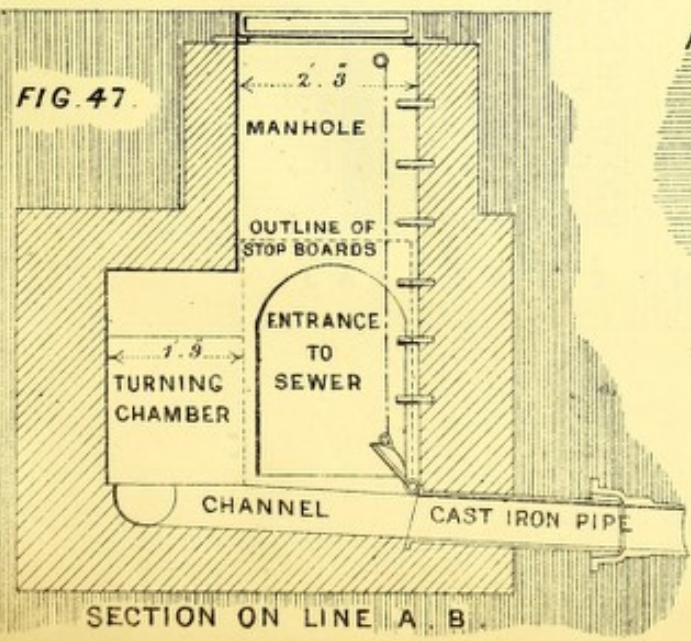 FIG. 47.
2' 3"
MANHOLE
OUTLINE OF
STOP BOARDS
ENTRANCE
TO
SEWER
1' 9"
TURNING
CHAMBER
CHANNEL
CAST IRON PIPE
SECTION ON LINE A. B.